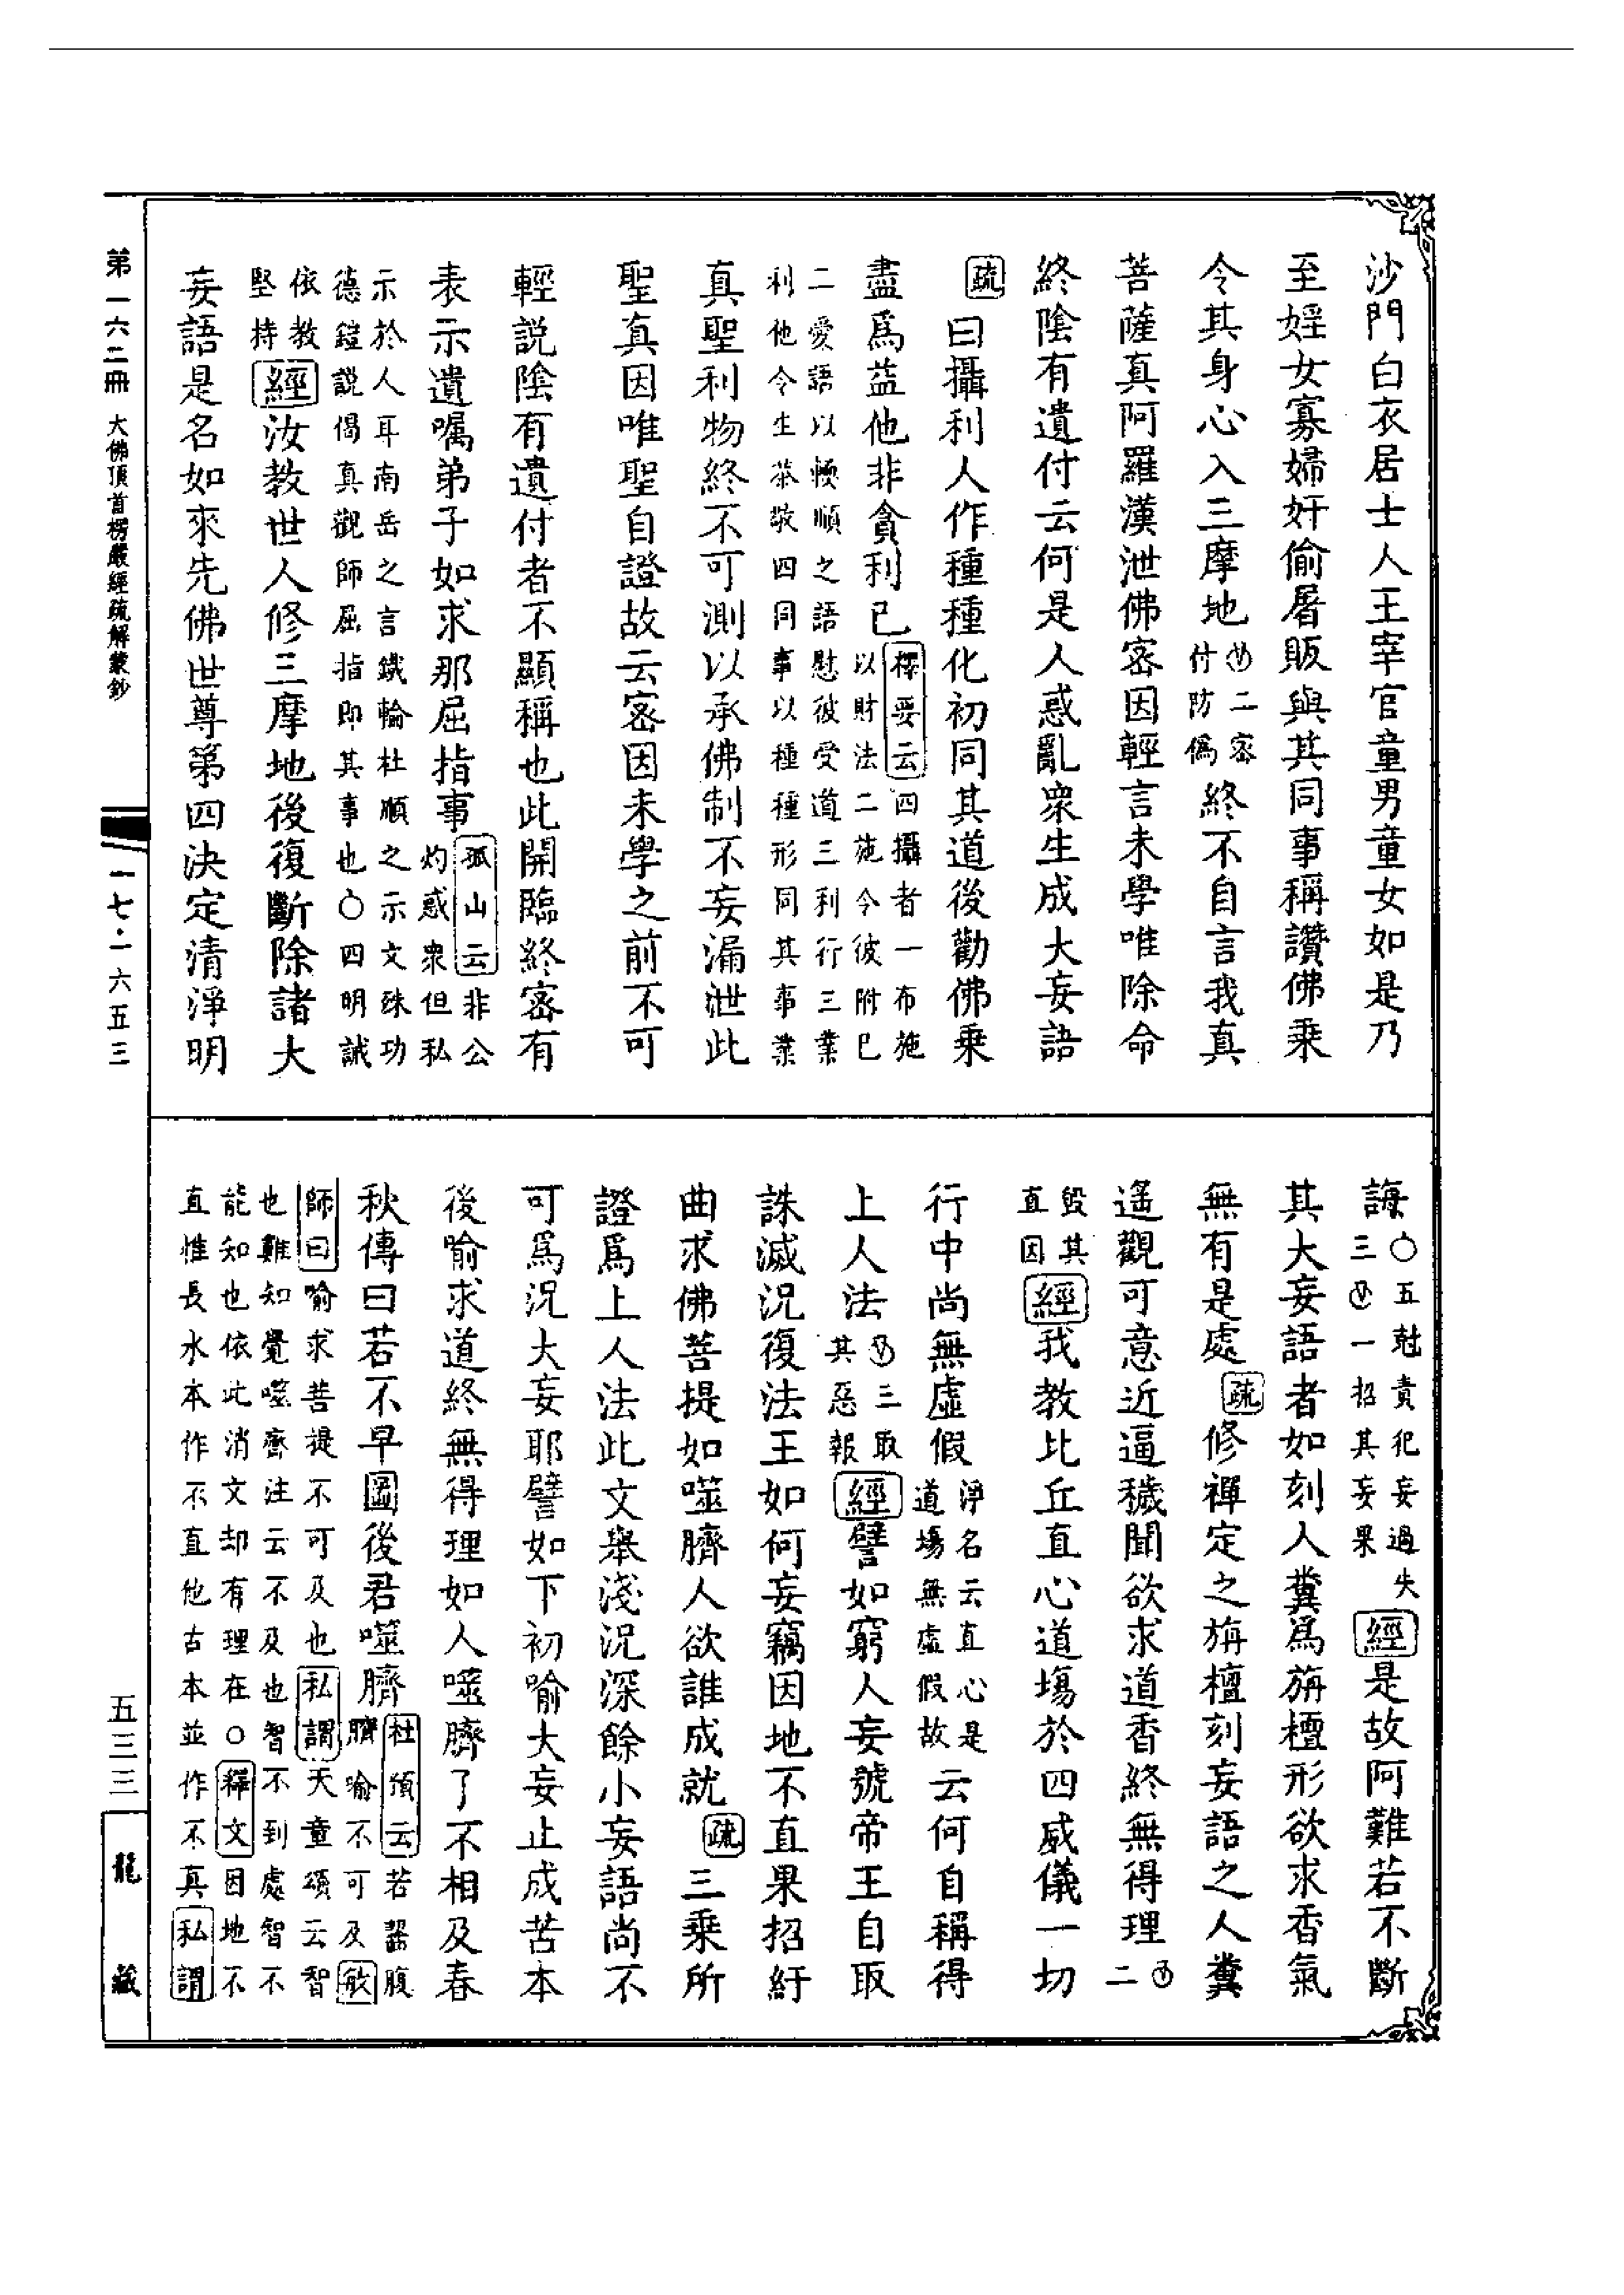 沙門白衣居士人王宰官童男童女如是乃
至婬女寡婦奸偷屠販與其同事稱讚佛乘
令其身心入三摩地㊣二密付防僞終不自言我真
菩薩真阿羅漢泄佛密因輕言未學唯除命
終陰有遺付云何是人惑亂衆生成大妄語
疏曰攝利人作種種化初同其道後勸佛乘
盡爲益他非貪利己擇要云四攝者一布施以財法二施令彼附己
二愛語以輭順之語慰彼受道三利行三業利他令生恭敬四同事以種種形同其事業
真聖利物終不可測以承佛制不妄漏泄此
聖真因唯聖自證故云密因未學之前不可
輕説陰有遺付者不顯稱也此開臨終密有
表示遺囑弟子如求那屈指事孤山云非公灼惑衆但私
示於人耳南岳之言鐵輪杜順之示文殊功德鎧説偈真觀師屈指即其事也○四明誡
依教堅持經汝教世人修三摩地後復斷除諸大
妄語是名如來先佛世尊第四決定清淨明
誨○五尅責犯妄過失三㊣一招其妄果經是故阿難若不斷
其大妄語者如刻人糞爲旃檀形欲求香氣
無有是處疏修禪定之旃檀刻妄語之人糞
遥觀可意近逼穢聞欲求道香終無得理㊣二
毀其直因經我教比丘直心道塲於四威儀一切
行中尚無虛假淨名云直心是道塲無虛假故云何自稱得
上人法㊣三取其惡報經譬如窮人妄號帝王自取
誅滅況復法王如何妄竊因地不直果招紆
曲求佛菩提如噬臍人欲誰成就疏三乘所
證爲上人法此文舉淺況深餘小妄語尚不
可爲況大妄耶譬如下初喻大妄止成苦本
後喻求道終無得理如人噬臍了不相及春
秋傳曰若不早圖後君噬臍杜預云若齧腹臍喻不可及敏
師曰喻求菩提不可及也私謂天童頌云智也難知覺噬齊注云不及也智不到處智不
能知也依此消文却有理在○釋文因地不直惟長水本作不直他古本並作不真私謂
第一六二冊 大佛頂首楞嚴經疏解蒙鈔
一七·一六五三
五三三
龍藏